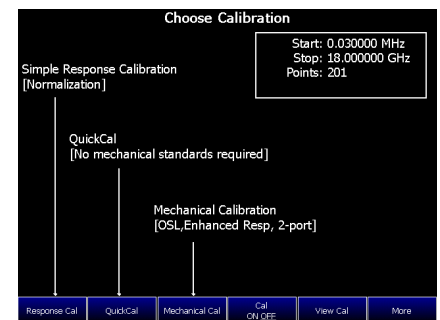 Choose Calibration
Start: 0.030000 MHz
Stop: 18.000000 GHz
Points: 201
Simple Response Calibration
[Normalization]
QuickCal
[No mechanical standards required]
Mechanical Calibration
[OSL,Enhanced Resp, 2-port]
Response Cal
QuickCal
Mechanical Cal
Cal
ON OFF
View Cal
More